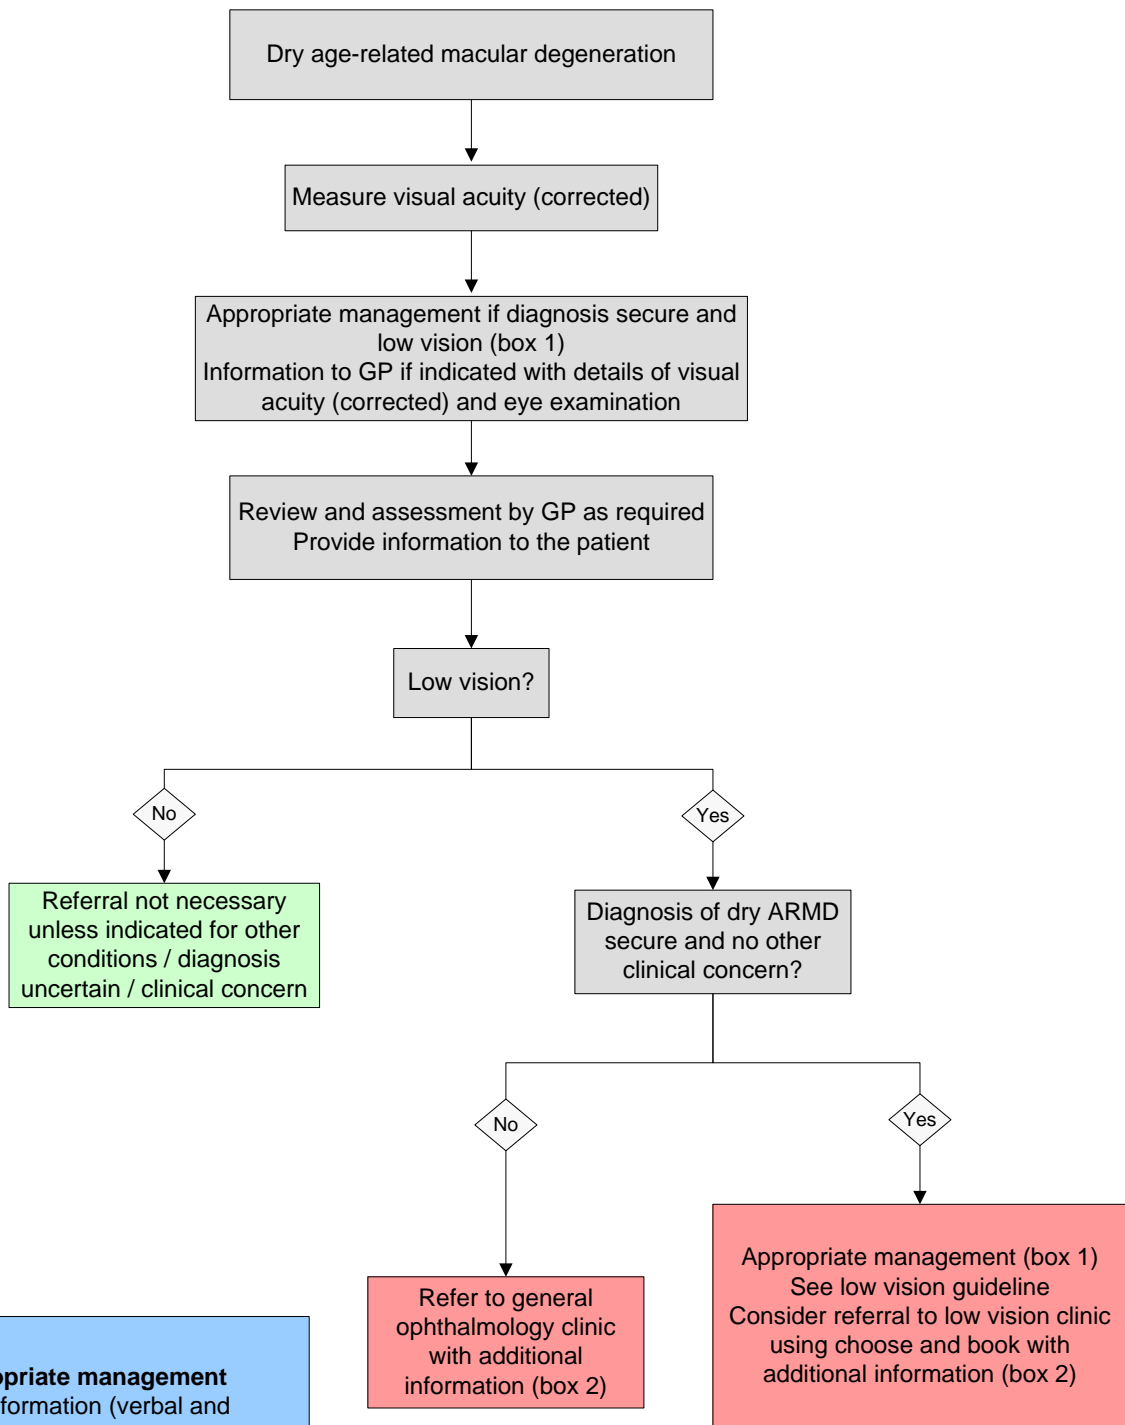 Dry age-related macular degeneration
Measure visual acuity (corrected)
Appropriate management if diagnosis secure and
low vision (box 1)
Information to GP if indicated with details of visual
acuity (corrected) and eye examination
Review and assessment by GP as required
Provide information to the patient
Low vision?
No
Yes
Referral not necessary
unless indicated for other
conditions / diagnosis
uncertain / clinical concern
Diagnosis of dry ARMD
secure and no other
clinical concern?
No
Yes
Refer to general
ophthalmology clinic
with additional
information (box 2)
Appropriate management (box 1)
See low vision guideline
Consider referral to low vision clinic
using choose and book with
additional information (box 2)
management
(verbal and